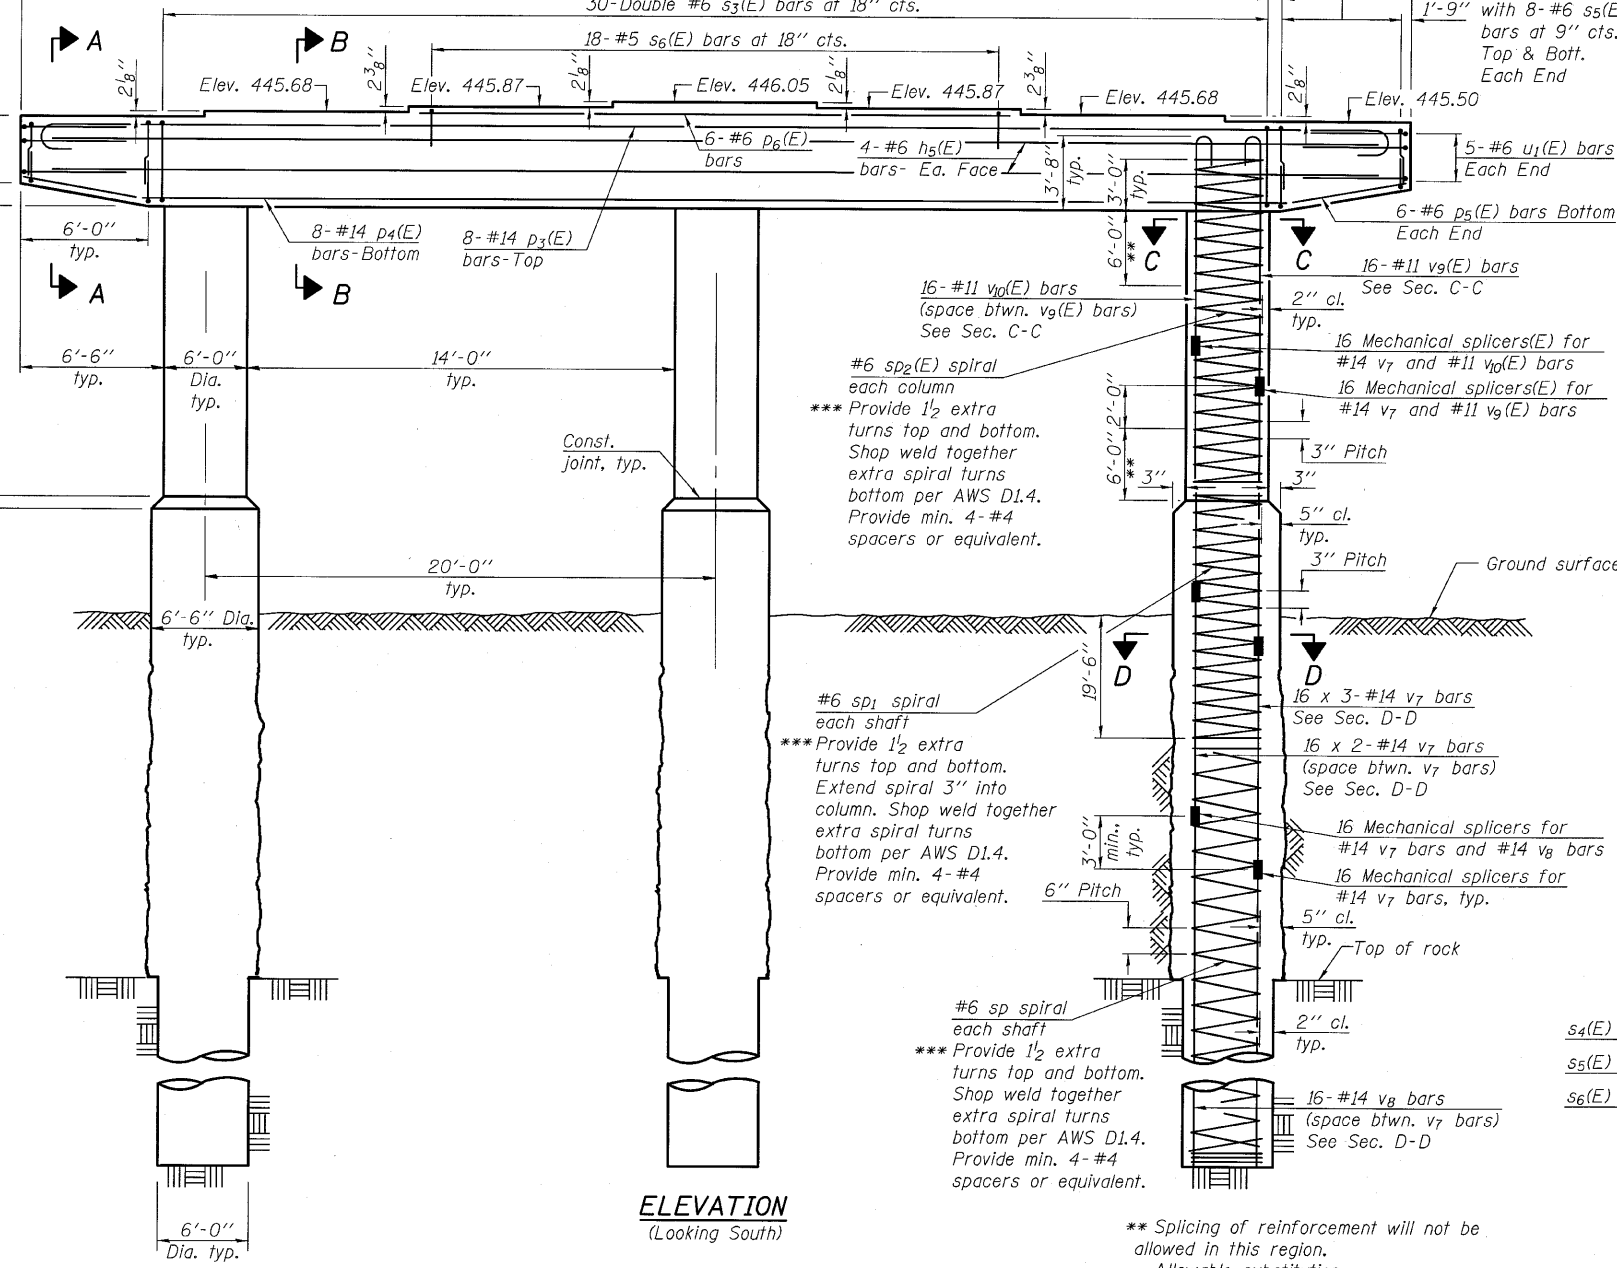 30-Double #6 s3(E) bars at 18" cts.
1'-9" with 8-#6 s5(E)
bars at 9" cts.
Top & Bott.
Each End
A
B
18-#5 s6(E) bars at 18" cts.
2 1/8"
Elev. 445.68
2 3/8"
Elev. 445.87
2 1/8"
Elev. 446.05
2 1/8"
Elev. 445.87
2 3/8"
Elev. 445.68
2 1/8"
Elev. 445.50
6-#6 p6(E)
bars
4-#6 h5(E)
bars- Ea. Face
3'-8"
typ.
3'-0"
typ.
5-#6 u1(E) bars
Each End
6'-0"
typ.
8-#14 p4(E)
bars-Bottom
8-#14 p3(E)
bars-Top
6-#6 p5(E) bars Bottom
Each End
A
B
6'-0"
**
C
C
16-#11 v9(E) bars
See Sec. C-C
16-#11 v10(E) bars
(space btwn. v9(E) bars)
See Sec. C-C
2" cl.
typ.
16 Mechanical splicers(E) for
#14 v7 and #11 v10(E) bars
16 Mechanical splicers(E) for
#14 v7 and #11 v9(E) bars
6'-6"
typ.
6'-0"
Dia.
typ.
14'-0"
typ.
#6 sp2(E) spiral
each column
*** Provide 1 1/2 extra
turns top and bottom.
Shop weld together
extra spiral turns
bottom per AWS D1.4.
Provide min. 4-#4
spacers or equivalent.
2'-0"
6'-0"
**
3" Pitch
3"
3"
Const.
joint, typ.
5" cl.
typ.
3" Pitch
Ground surface
20'-0"
typ.
6'-6" Dia.
typ.
D
D
19'-6"
#6 sp1 spiral
each shaft
*** Provide 1 1/2 extra
turns top and bottom.
Extend spiral 3" into
column. Shop weld together
extra spiral turns
bottom per AWS D1.4.
Provide min. 4-#4
spacers or equivalent.
16 x 3-#14 v7 bars
See Sec. D-D
16 x 2-#14 v7 bars
(space btwn. v7 bars)
See Sec. D-D
3'-0"
min.,
typ.
16 Mechanical splicers for
#14 v7 bars and #14 v8 bars
16 Mechanical splicers for
#14 v7 bars, typ.
6" Pitch
5" cl.
typ.
Top of rock
#6 sp spiral
each shaft
*** Provide 1 1/2 extra
turns top and bottom.
Shop weld together
extra spiral turns
bottom per AWS D1.4.
Provide min. 4-#4
spacers or equivalent.
2" cl.
typ.
s4(E)
s5(E)
s6(E)
16-#14 v8 bars
(space btwn. v7 bars)
See Sec. D-D
ELEVATION
(Looking South)
6'-0"
Dia. typ.
** Splicing of reinforcement will not be
allowed in this region.